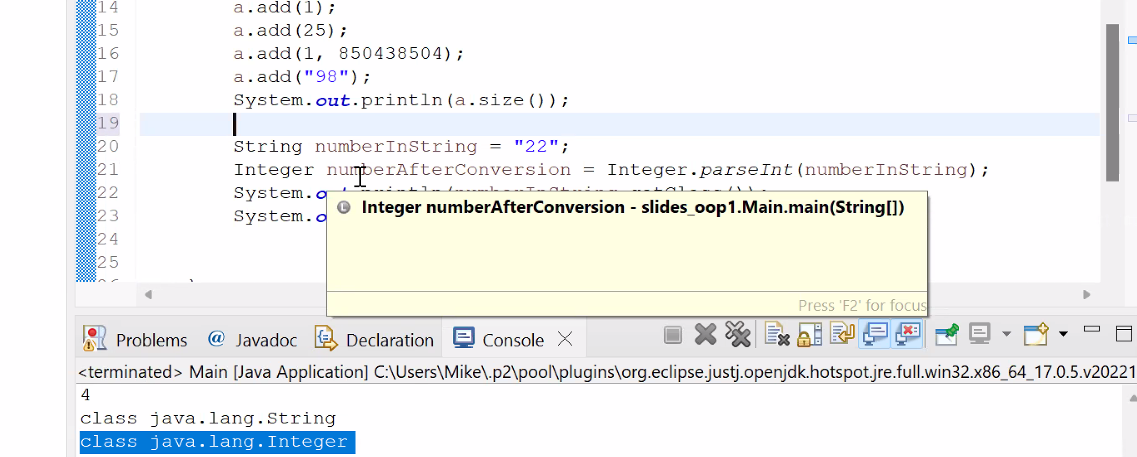 14 a.add(1);
15 a.add(25);
16 a.add(1, 850438504);
17 a.add("98");
18 System.out.println(a.size());
19
20 String numberInString = "22";
21 Integer numberAfterConversion = Integer.parseInt(numberInString);
22 System.o
23 System.o
24
25
Integer numberAfterConversion - slides_oop1.Main.main(String[])
Press 'F2' for focus
Problems @ Javadoc Declaration Console
<terminated> Main [Java Application] C:\Users\Mike\.p2\pool\plugins\org.eclipse.justj.openjdk.hotspot.jre.full.win32.x86_64_17.0.5.v20221
4
class java.lang.String
class java.lang.Integer